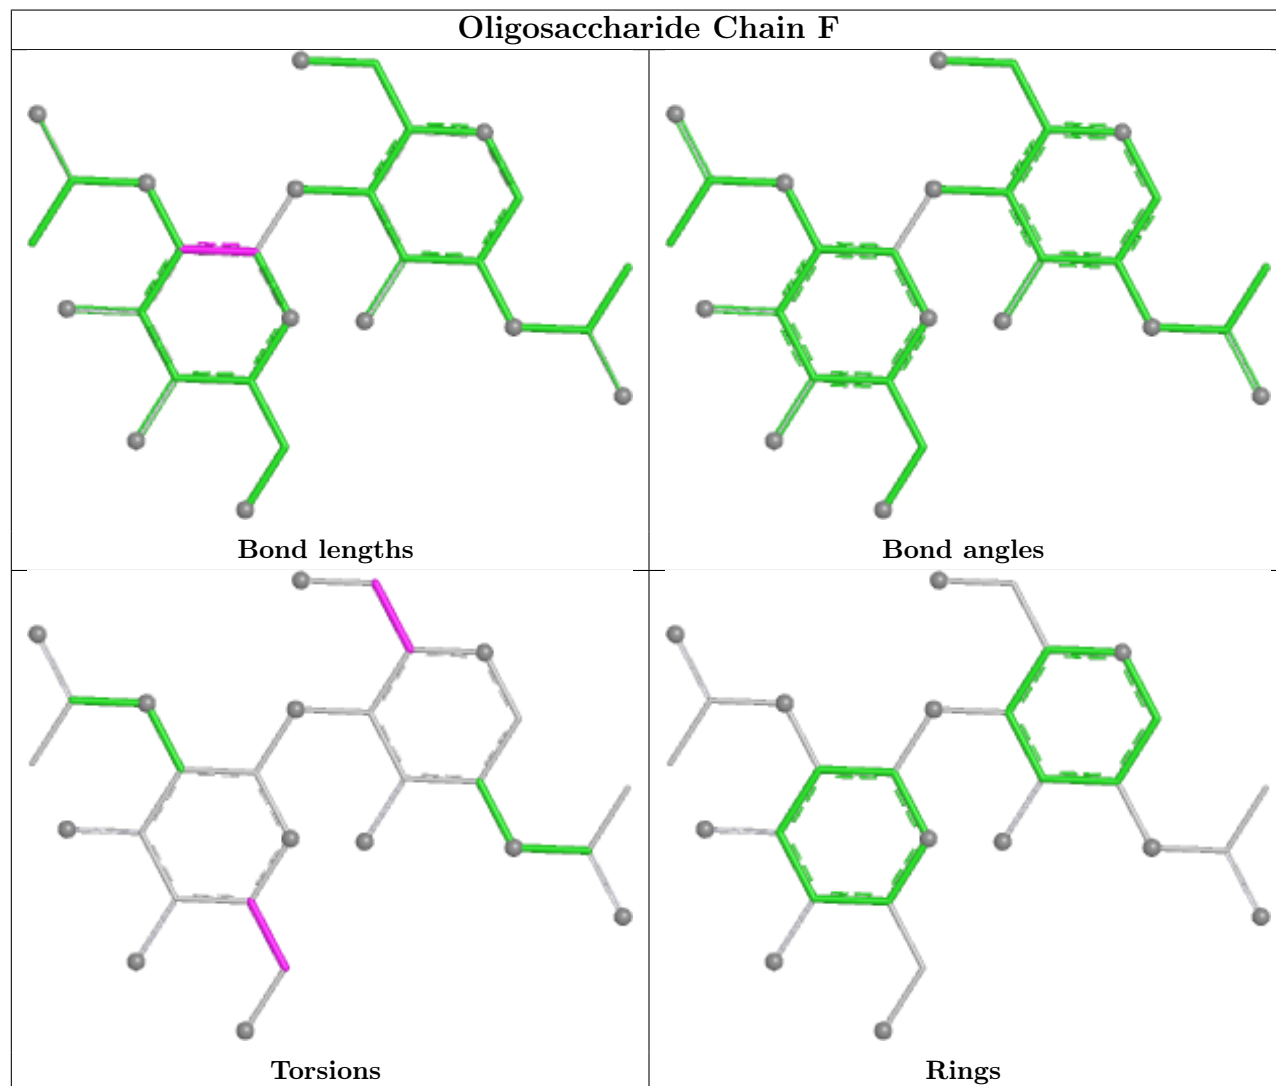 Oligosaccharide Chain F
Bond lengths
Bond angles
Torsions
Rings